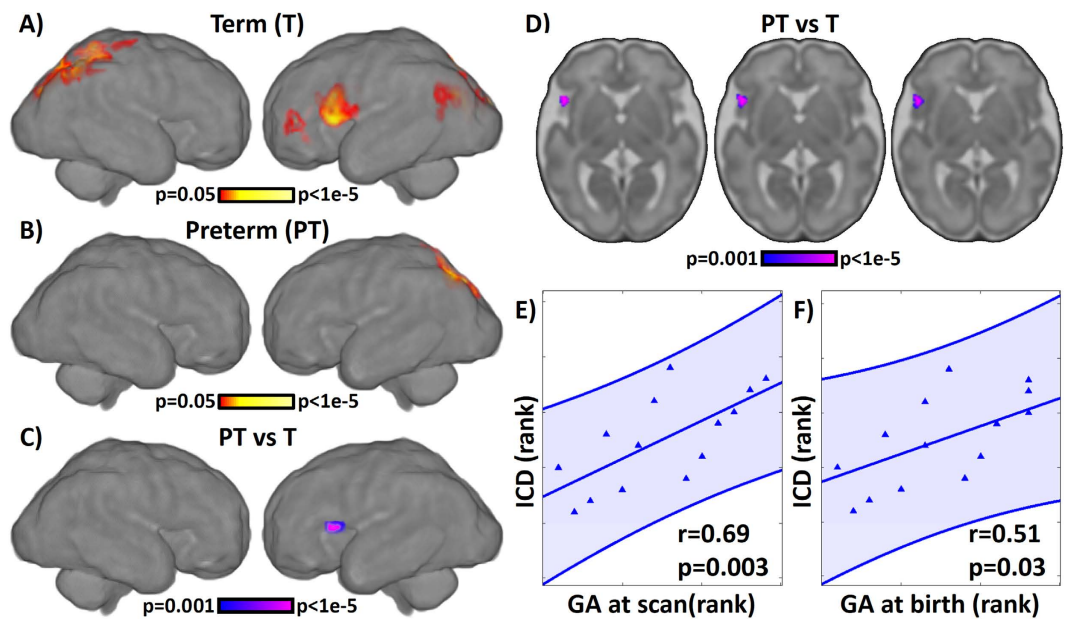 A) Term (T)
p=0.05 p<1e-5
B) Preterm (PT)
p=0.05 p<1e-5
C) PT vs T
p=0.001 p<1e-5
D) PT vs T
p=0.001 p<1e-5
E)
ICD (rank)
r=0.69
p=0.003
GA at scan(rank)
F)
ICD (rank)
r=0.51
p=0.03
GA at birth (rank)